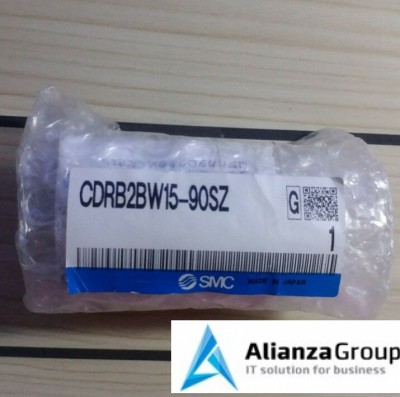 CDRB2BW15-90SZ
G
1
SMC
MADE IN JAPAN
AlianzaGroup
IT solution for business